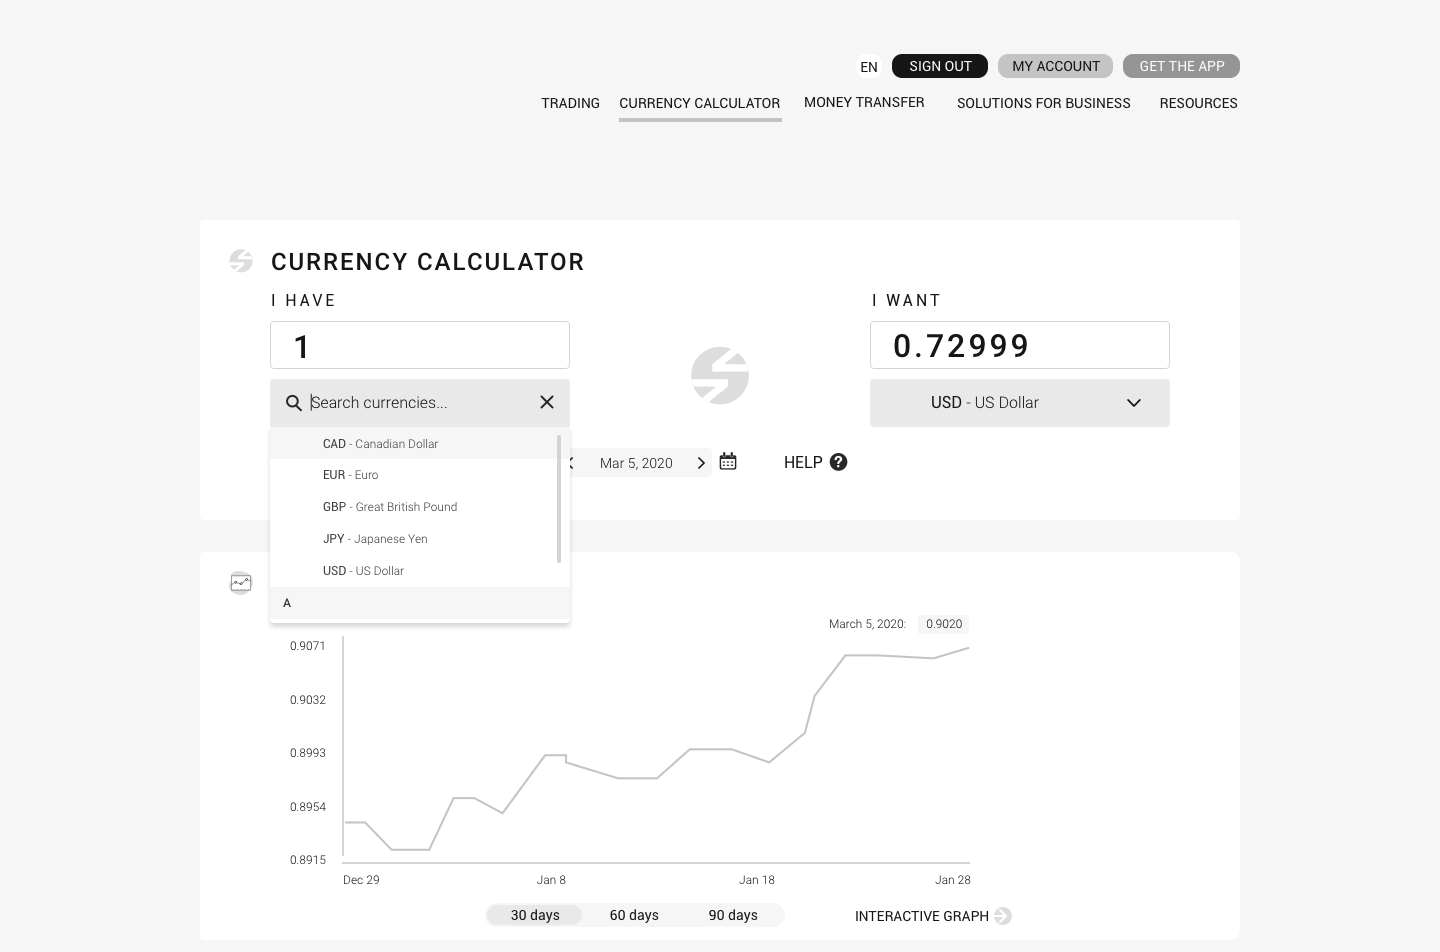 EN SIGN OUT MY ACCOUNT GET THE APP
TRADING CURRENCY CALCULATOR MONEY TRANSFER SOLUTIONS FOR BUSINESS RESOURCES
CURRENCY CALCULATOR
I HAVE
1
Search currencies...
CAD - Canadian Dollar
EUR - Euro
GBP - Great British Pound
JPY - Japanese Yen
USD - US Dollar
A
I WANT
0.72999
USD - US Dollar
Mar 5, 2020
HELP ?
March 5, 2020: 0.9020
0.9071
0.9032
0.8993
0.8954
0.8915
Dec 29 Jan 8 Jan 18 Jan 28
30 days 60 days 90 days
INTERACTIVE GRAPH